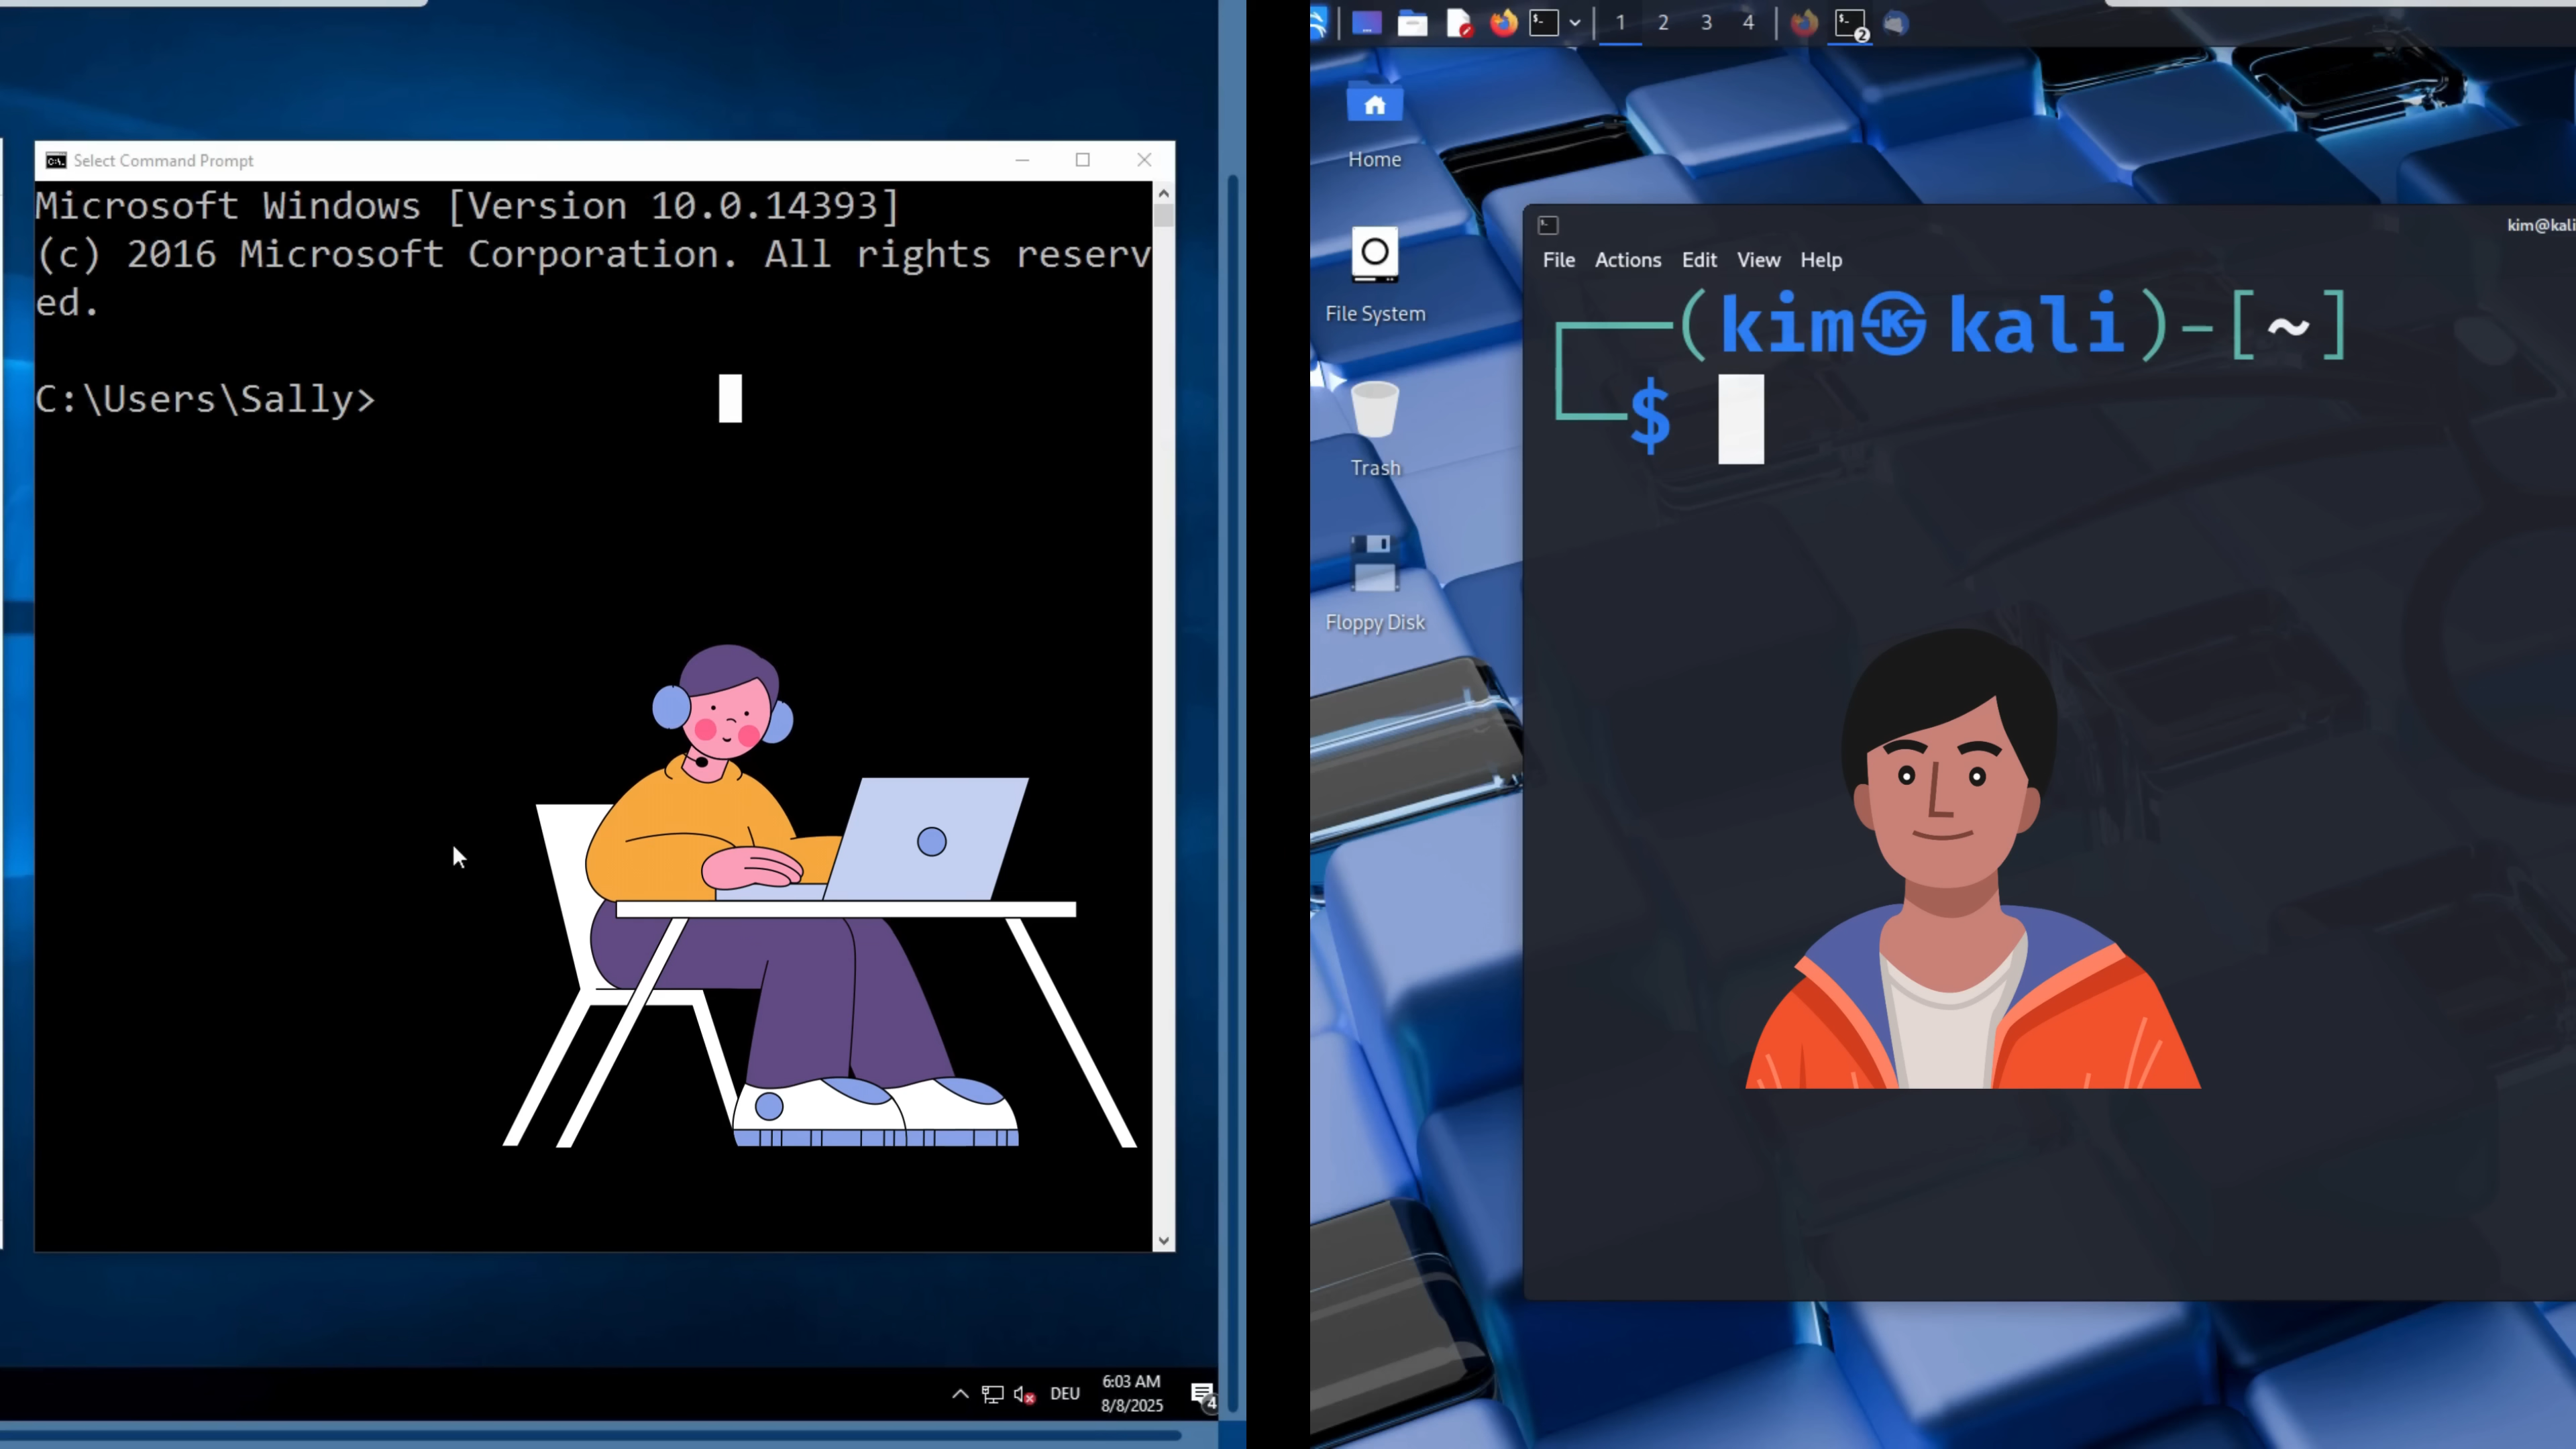 Select Command Prompt
Microsoft Windows [Version 10.0.14393]
(c) 2016 Microsoft Corporation. All rights reserv
ed.
C:\Users\Sally>
DEU
6:03 AM
8/8/2025
4
1 2 3 4
2
Home
File System
Trash
Floppy Disk
kim@kali
File Actions Edit View Help
(kim㉿kali)-[~]
$